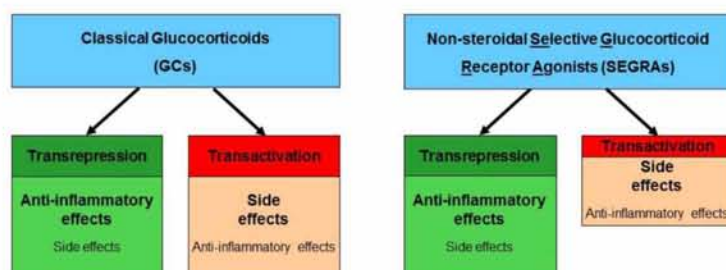 Classical Glucocorticoids
(GCs)
Transrepression
Anti-inflammatory
effects
Side effects
Transactivation
Side
effects
Anti-inflammatory effects
Non-steroidal Selective Glucocorticoid
Receptor Agonists (SEGRAs)
Transrepression
Anti-inflammatory
effects
Side effects
Transactivation
Side
effects
Anti-inflammatory effects